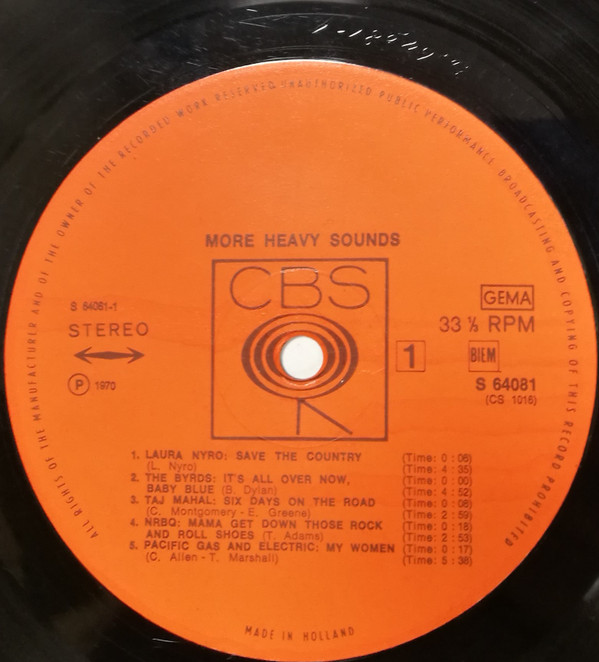 ALL RIGHTS OF THE MANUFACTURER AND OF THE OWNER OF THE RECORDED WORK RESERVED UNAUTHORIZED PUBLIC PERFORMANCE BROADCASTING AND COPYING OF THIS RECORD PROHIBITED
MORE HEAVY SOUNDS
CBS
S 64081-1
STEREO
Ⓟ 1970
1
GEMA
33 ⅓ RPM
BIEM
S 64081
(CS 1016)
1. LAURA NYRO: SAVE THE COUNTRY (Time: 0 : 06)
(L. Nyro) (Time: 4 : 35)
2. THE BYRDS: IT'S ALL OVER NOW, (Time: 0 : 00)
BABY BLUE (B. Dylan) (Time: 4 : 52)
3. TAJ MAHAL: SIX DAYS ON THE ROAD (Time: 0 : 08)
(C. Montgomery - E. Greene) (Time: 2 : 59)
4. NRBQ: MAMA GET DOWN THOSE ROCK (Time: 0 : 18)
AND ROLL SHOES (T. Adams) (Time: 2 : 53)
5. PACIFIC GAS AND ELECTRIC: MY WOMEN (Time: 0 : 17)
(C. Allen - T. Marshall) (Time: 5 : 38)
MADE IN HOLLAND